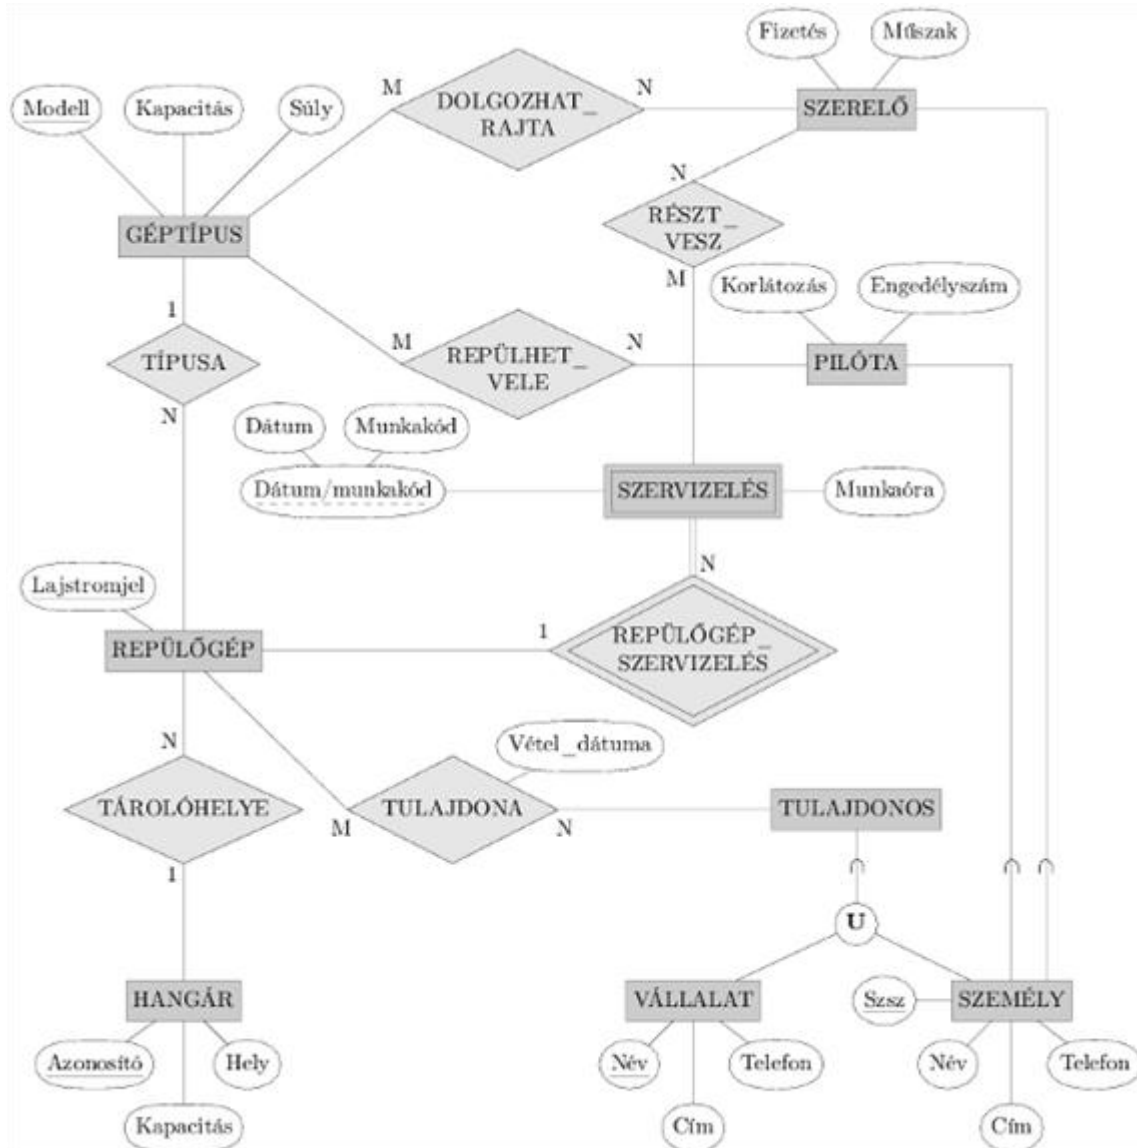 Fizetés
Műszak
M
DOLGOZHAT_
RAJTA
N
SZERELŐ
Modell
Kapacitás
Súly
N
RÉSZT_
VESZ
M
GÉPTÍPUS
Korlátozás
Engedélyszám
1
TÍPUSA
N
M
REPÜLHET_
VELE
N
PILÓTA
Dátum
Munkakód
Dátum/munkakód
SZERVIZELÉS
Munkaóra
N
Lajstromjel
REPÜLŐGÉP
1
REPÜLŐGÉP_
SZERVIZELÉS
N
TÁROLÓHELYE
1
Vétel_dátuma
M
TULAJDONA
N
TULAJDONOS
U
HANGÁR
VÁLLALAT
Szsz
SZEMÉLY
Azonosító
Hely
Kapacitás
Név
Telefon
Cím
Név
Telefon
Cím